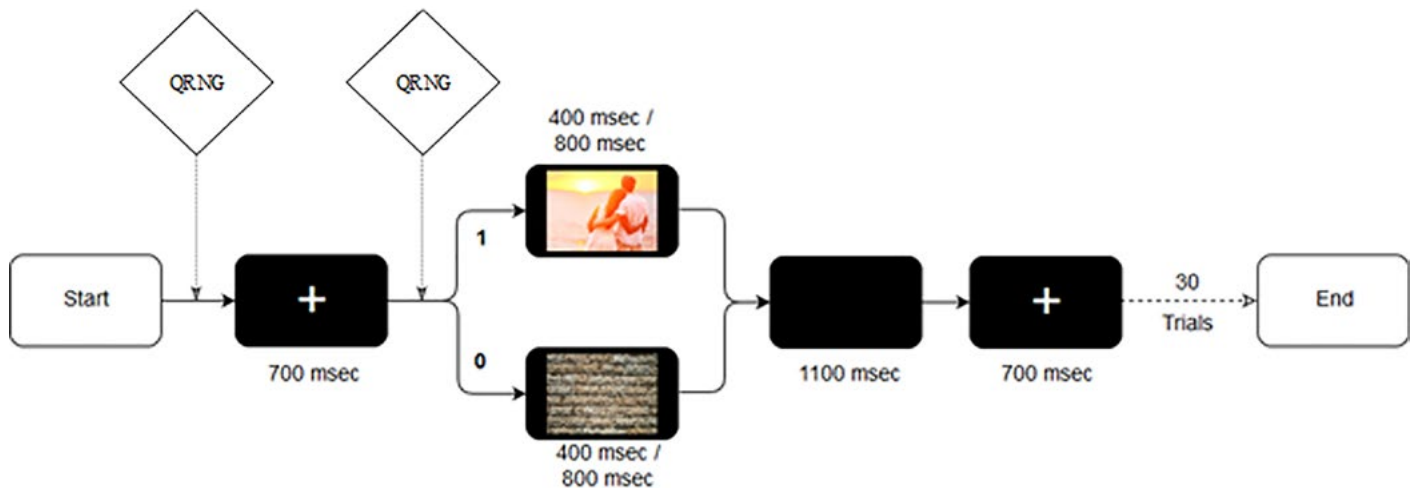 QRNG
QRNG
400 msec /
800 msec
1
Start
+
700 msec
0
400 msec /
800 msec
1100 msec
+
700 msec
30
Trials
End